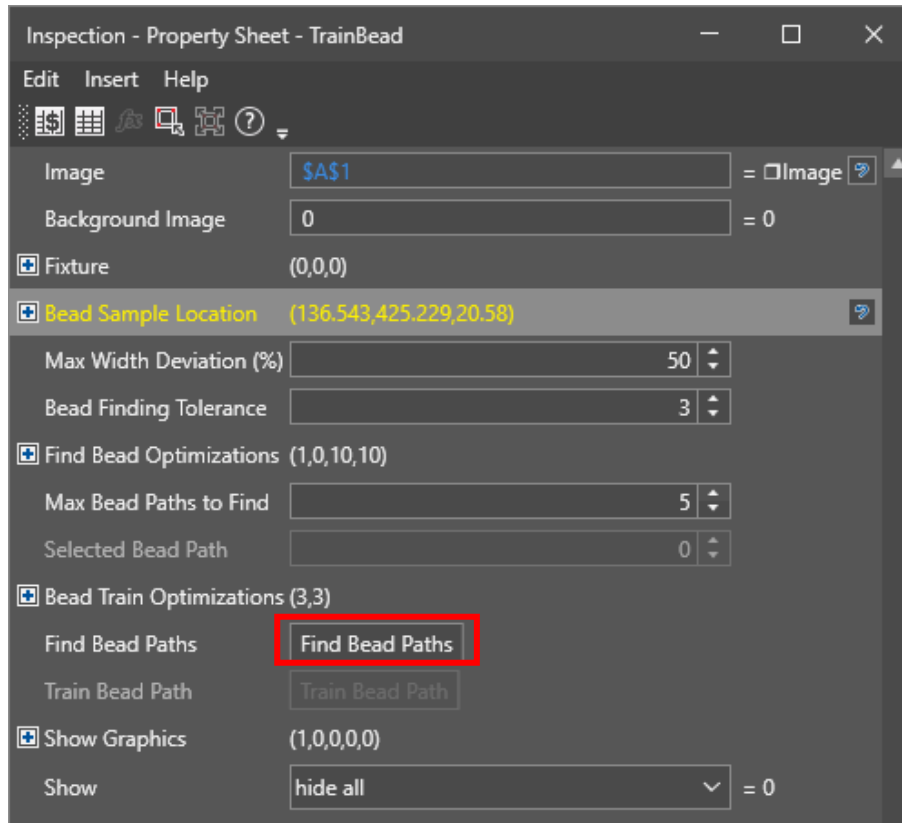 Inspection - Property Sheet - TrainBead
Edit Insert Help
Image $A$1 = Image
Background Image 0 = 0
Fixture (0,0,0)
Bead Sample Location (136.543,425.229,20.58)
Max Width Deviation (%) 50
Bead Finding Tolerance 3
Find Bead Optimizations (1,0,10,10)
Max Bead Paths to Find 5
Selected Bead Path 0
Bead Train Optimizations (3,3)
Find Bead Paths Find Bead Paths
Train Bead Path Train Bead Path
Show Graphics (1,0,0,0,0)
Show hide all = 0